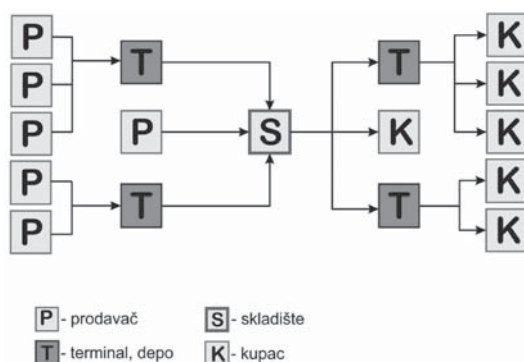 P K
P T T K
P P S K K
P T T K
P K
P - prodavač S - skladište
T - terminal, depo K - kupac